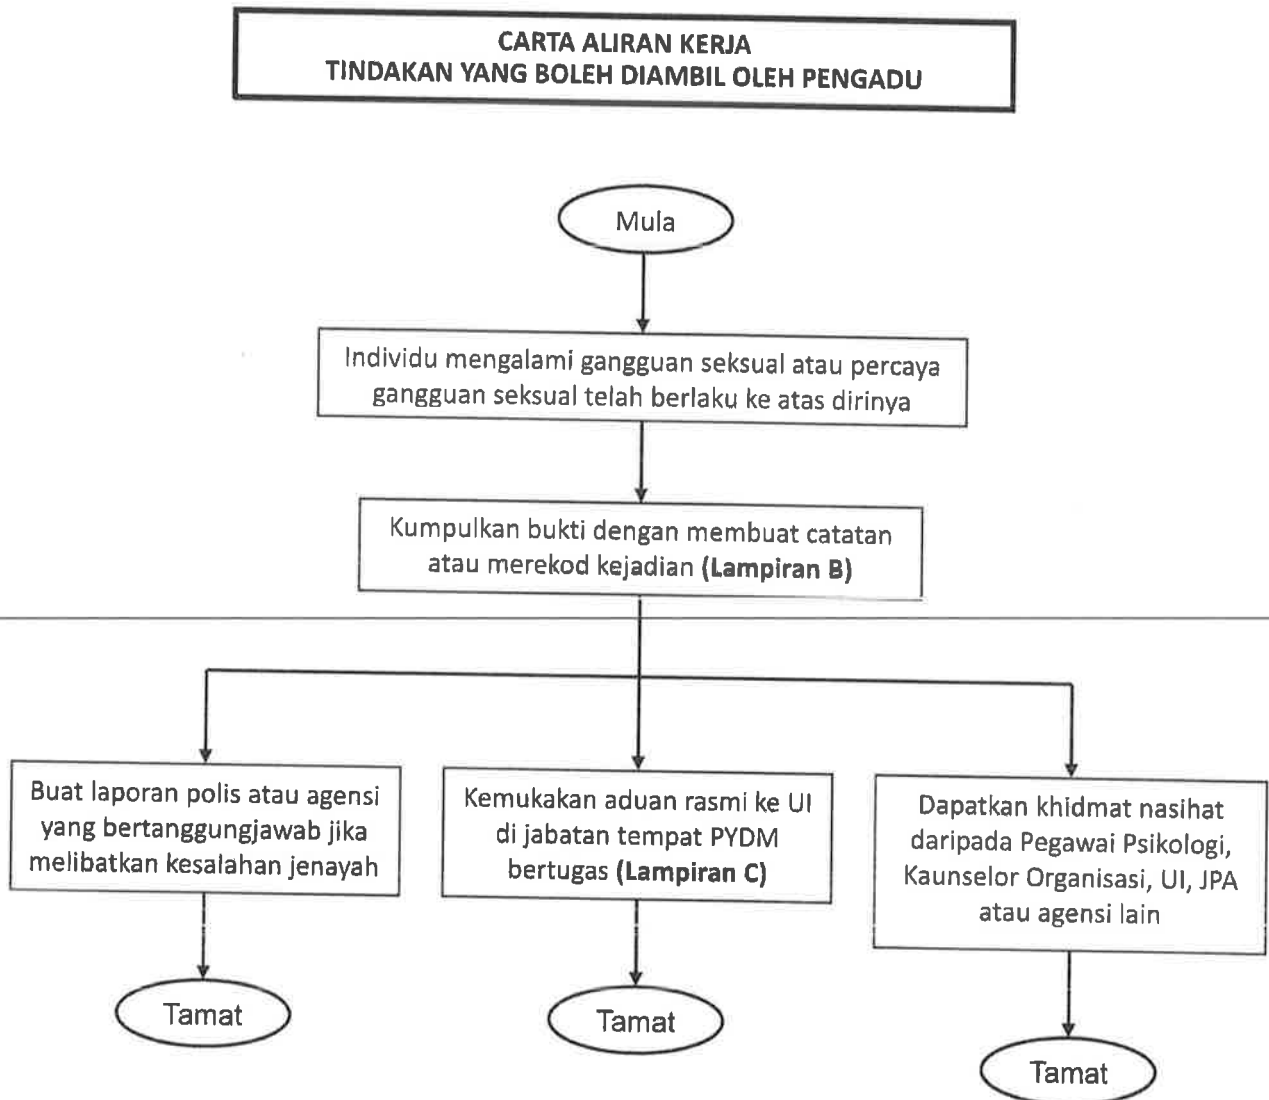 CARTA ALIRAN KERJA
TINDAKAN YANG BOLEH DIAMBIL OLEH PENGADU
Mula
Individu mengalami gangguan seksual atau percaya
gangguan seksual telah berlaku ke atas dirinya
Kumpulkan bukti dengan membuat catatan
atau merekod kejadian (Lampiran B)
Buat laporan polis atau agensi
yang bertanggungjawab jika
melibatkan kesalahan jenayah
Kemukakan aduan rasmi ke UI
di jabatan tempat PYDM
bertugas (Lampiran C)
Dapatkan khidmat nasihat
daripada Pegawai Psikologi,
Kaunselor Organisasi, UI, JPA
atau agensi lain
Tamat
Tamat
Tamat